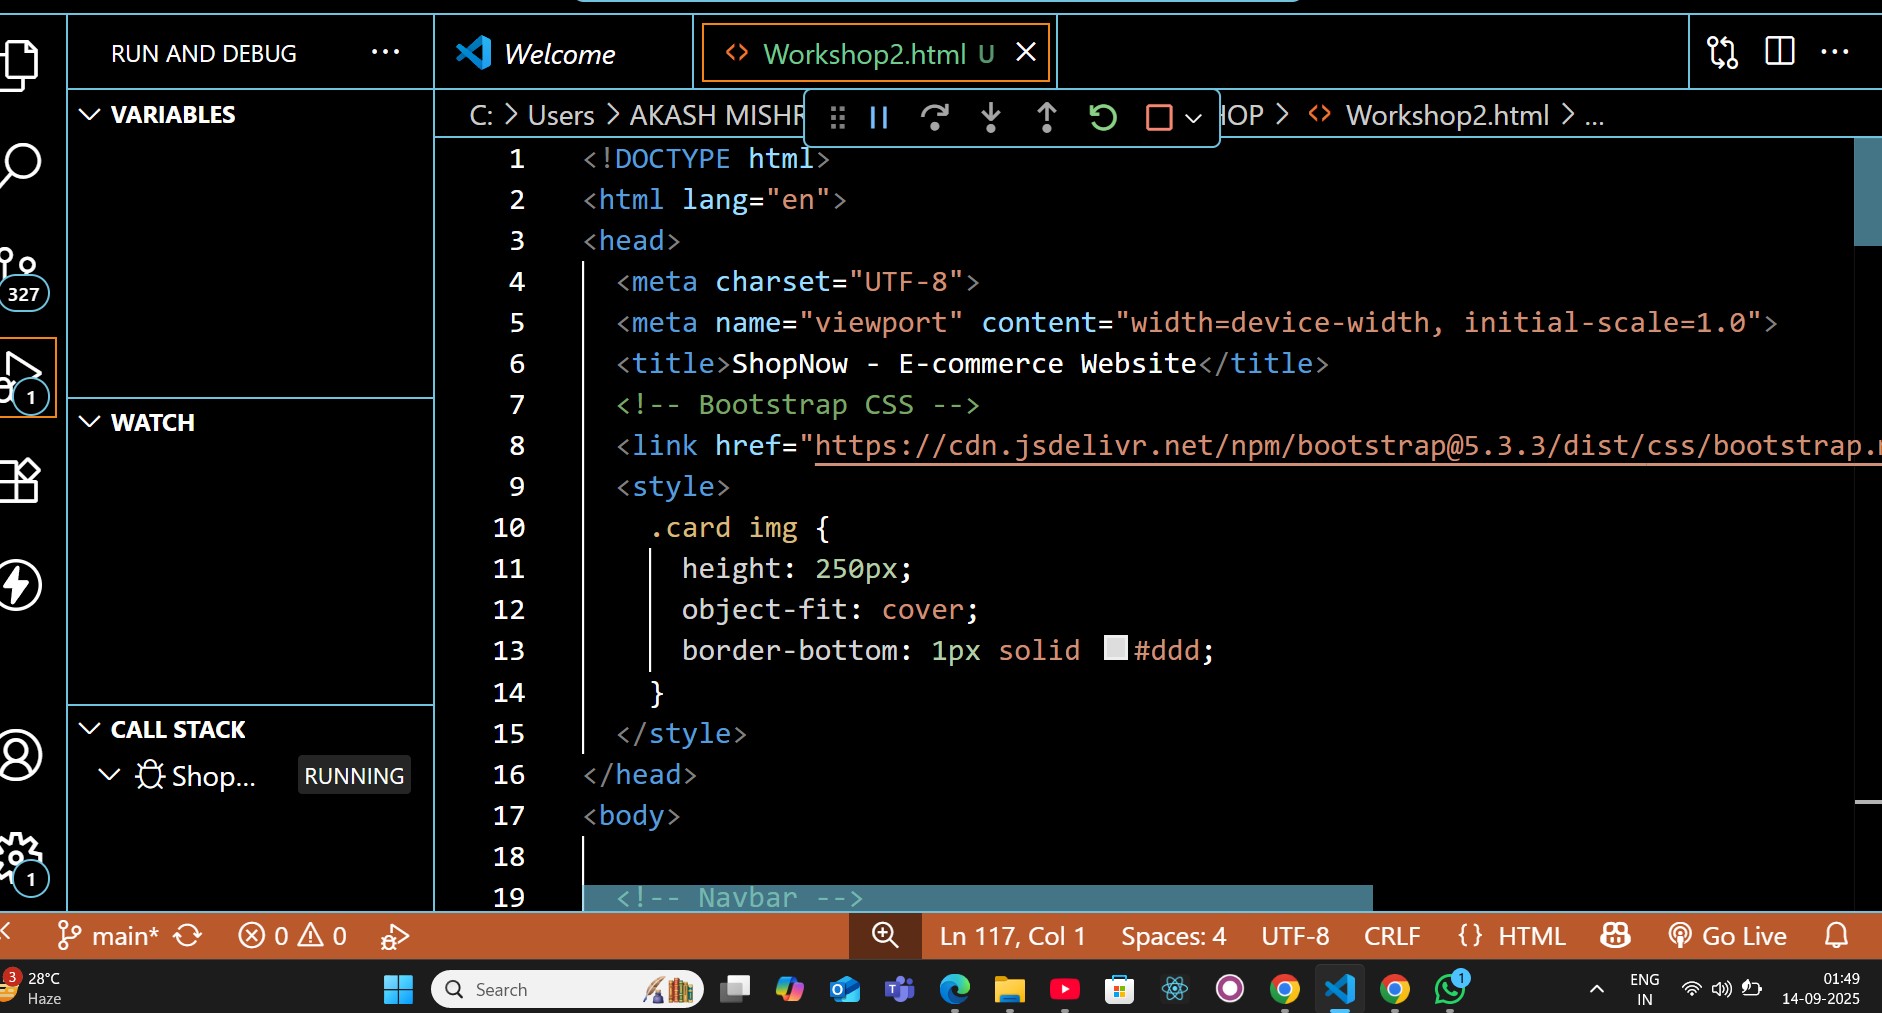 RUN AND DEBUG ...
Welcome
Workshop2.html U
C: > Users > AKASH MISHR
HOP > Workshop2.html > ...
VARIABLES
WATCH
CALL STACK
Shop... RUNNING
327
1
1
1 <!DOCTYPE html>
2 <html lang="en">
3 <head>
4 <meta charset="UTF-8">
5 <meta name="viewport" content="width=device-width, initial-scale=1.0">
6 <title>ShopNow - E-commerce Website</title>
7 <!-- Bootstrap CSS -->
8 <link href="https://cdn.jsdelivr.net/npm/bootstrap@5.3.3/dist/css/bootstrap.
9 <style>
10 .card img {
11 height: 250px;
12 object-fit: cover;
13 border-bottom: 1px solid #ddd;
14 }
15 </style>
16 </head>
17 <body>
18
19 <!-- Navbar -->
main* 0 0 Ln 117, Col 1 Spaces: 4 UTF-8 CRLF {} HTML Go Live
3 28°C
Haze
Search
1
ENG
IN
01:49
14-09-2025